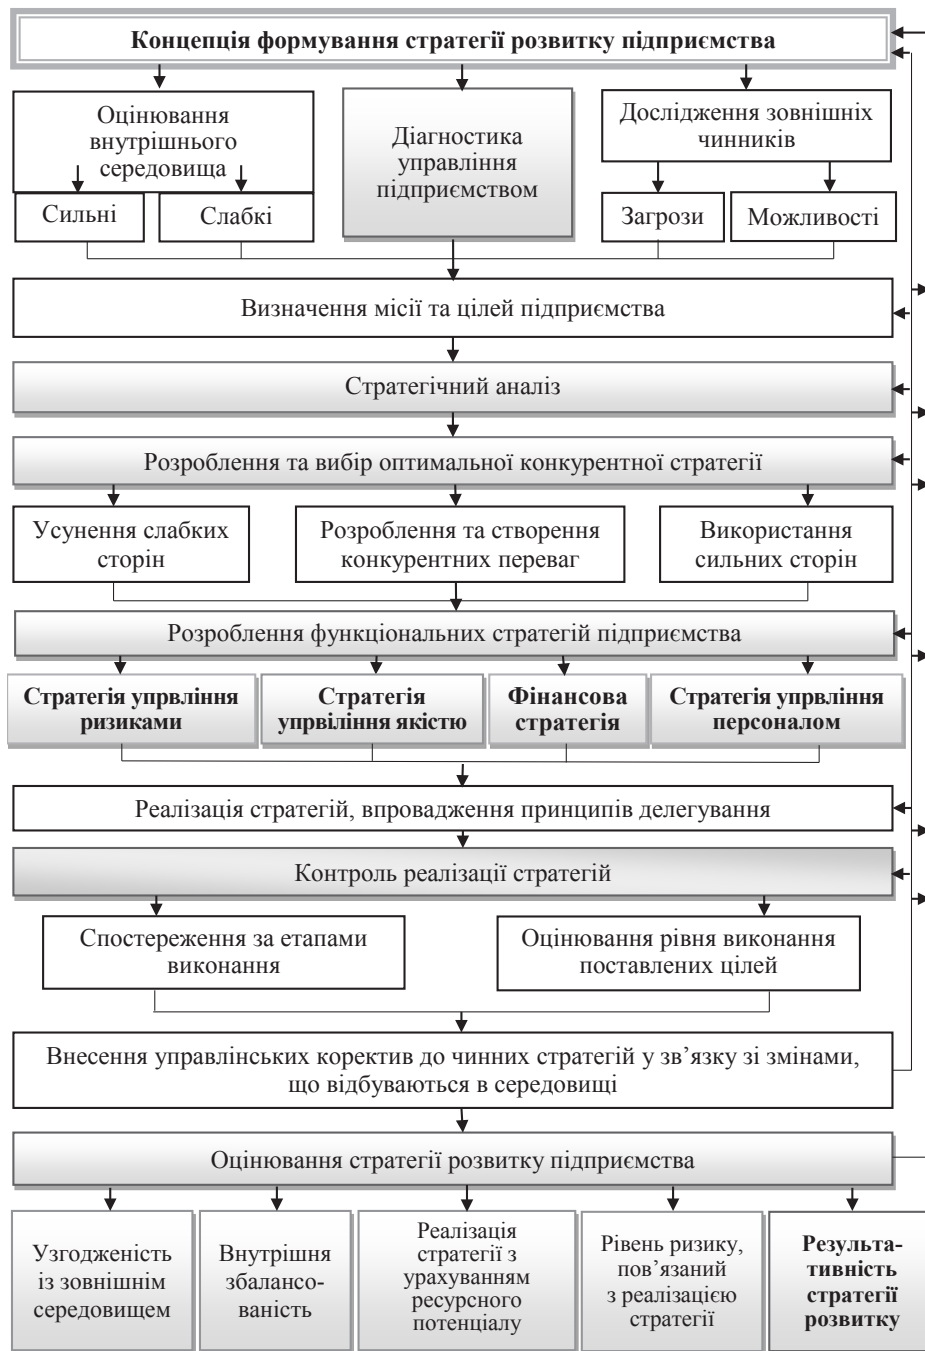 Концепція формування стратегії розвитку підприємства
Оцінювання
внутрішнього
середовища
Сильні
Слабкі
Діагностика
управління
підприємством
Дослідження зовнішніх
чинників
Загрози
Можливості
Визначення місії та цілей підприємства
Стратегічний аналіз
Розроблення та вибір оптимальної конкурентної стратегії
Усунення слабких
сторін
Розроблення та створення
конкурентних переваг
Використання
сильних сторін
Розроблення функціональних стратегій підприємства
Стратегія упрвління
ризиками
Стратегія
упрвіління якістю
Фінансова
стратегія
Стратегія упрвління
персоналом
Реалізація стратегій, впровадження принципів делегування
Контроль реалізації стратегій
Спостереження за етапами
виконання
Оцінювання рівня виконання
поставлених цілей
Внесення управлінських коректив до чинних стратегій у зв’язку зі змінами,
що відбуваються в середовищі
Оцінювання стратегії розвитку підприємства
Узгодженість
із зовнішнім
середовищем
Внутрішня
збалансо-
ваність
Реалізація
стратегії з
урахуванням
ресурсного
потенціалу
Рівень ризику,
пов’язаний
з реалізацією
стратегії
Результа-
тивність
стратегії
розвитку